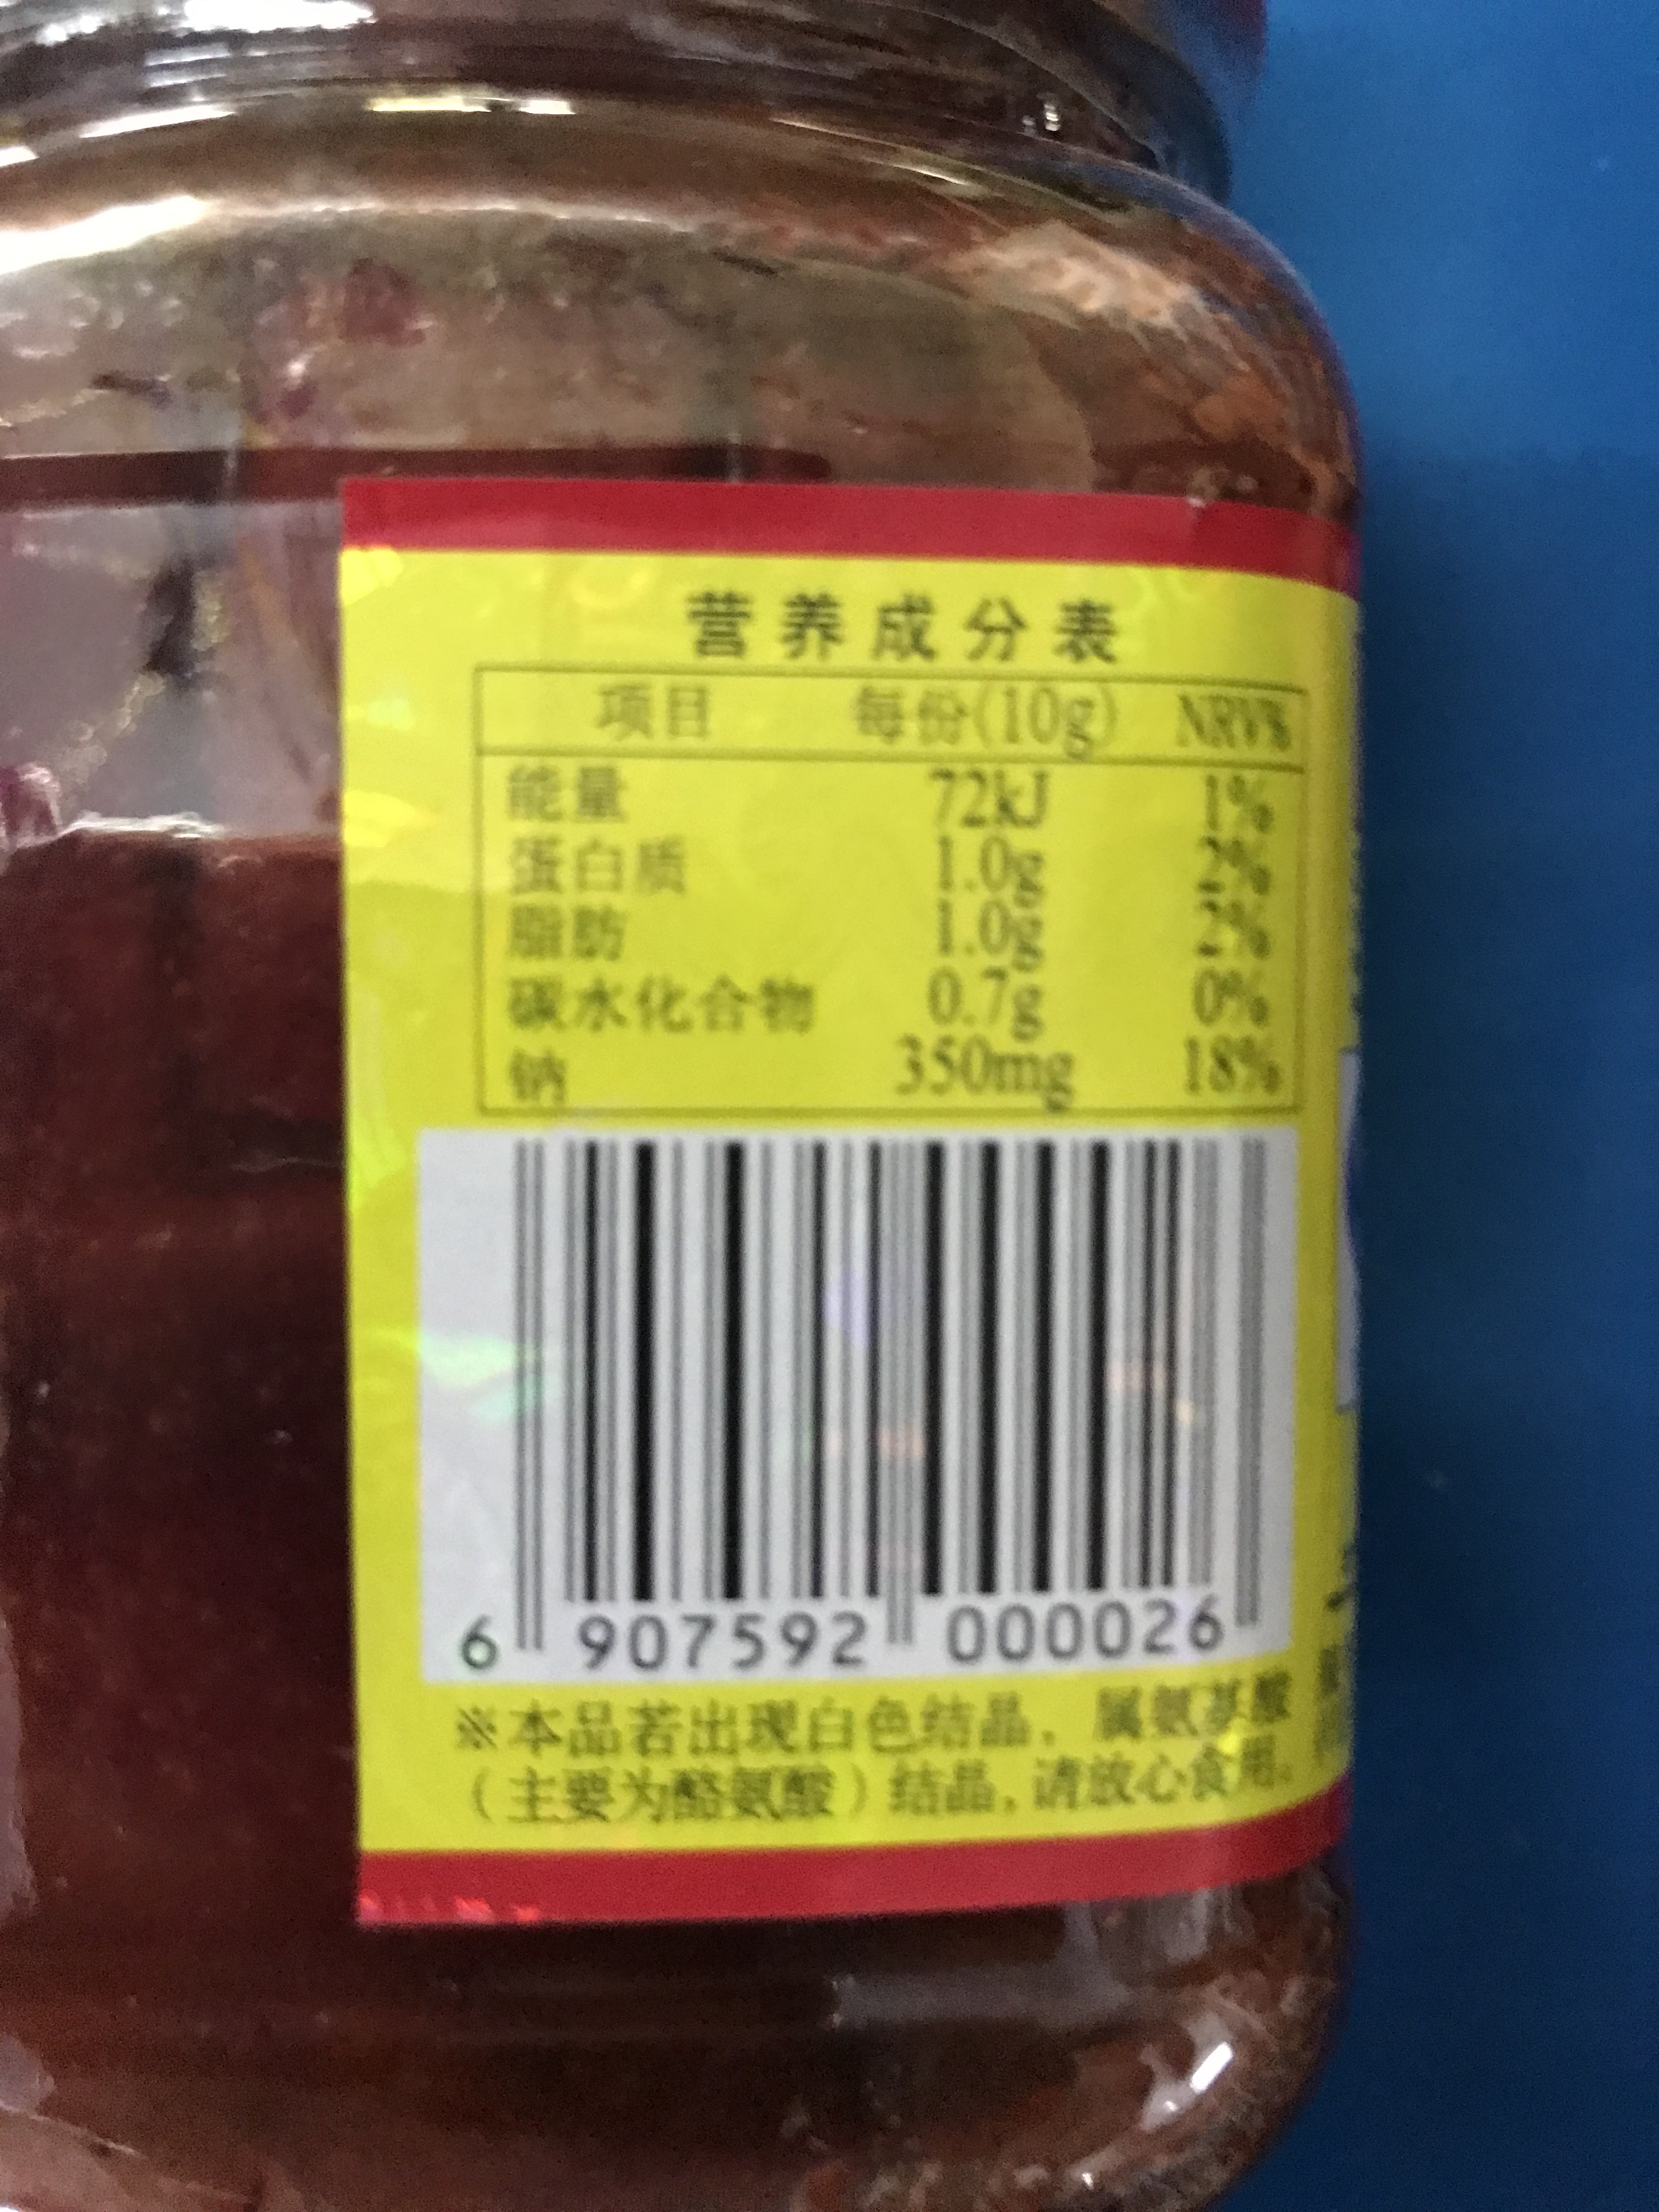 营养成分表
项目 每份(10g) NRV%
能量 72kJ 1%
蛋白质 1.0g 2%
脂肪 1.0g 2%
碳水化合物 0.7g 0%
钠 350mg 18%
6 907592 000026
※本品若出现白色结晶，属氨基酸
（主要为酪氨酸）结晶，请放心食用。